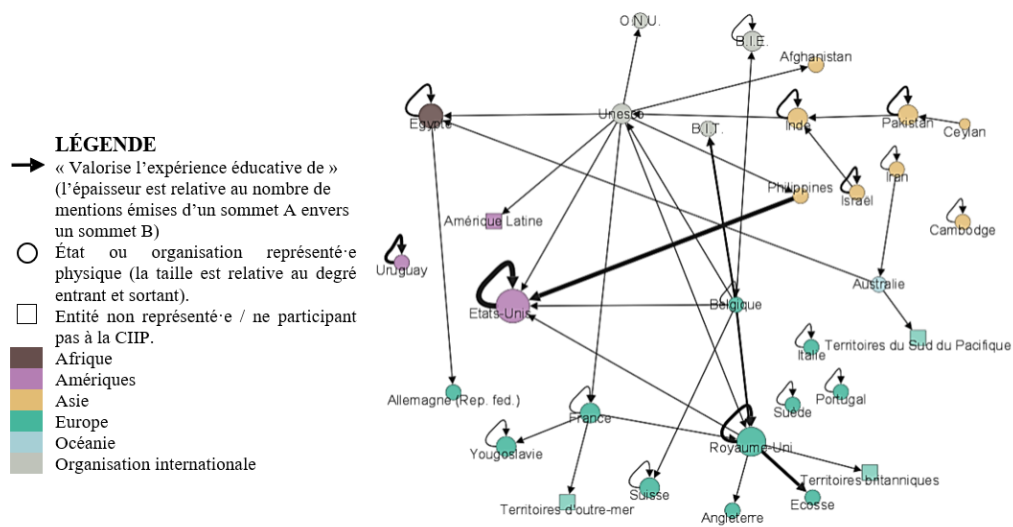 LÉGENDE
« Valorise l’expérience éducative de »
(l’épaisseur est relative au nombre de
mentions émises d’un sommet A envers
un sommet B)
État ou organisation représenté·e
physique (la taille est relative au degré
entrant et sortant).
Entité non représenté·e / ne participant
pas à la CIIP.
Afrique
Amériques
Asie
Europe
Océanie
Organisation internationale
O.N.U.
B.I.E.
Afghanistan
Egypte
Unesco
B.I.T.
Inde
Pakistan
Ceylan
Iran
Philippines
Israël
Amérique Latine
Cambodge
Uruguay
Australie
Etats-Unis
Belgique
Territoires du Sud du Pacifique
Italie
Allemagne (Rep. fed.)
Portugal
Suède
France
Royaume-Uni
Yougoslavie
Territoires britanniques
Suisse
Territoires d'outre-mer
Ecosse
Angleterre